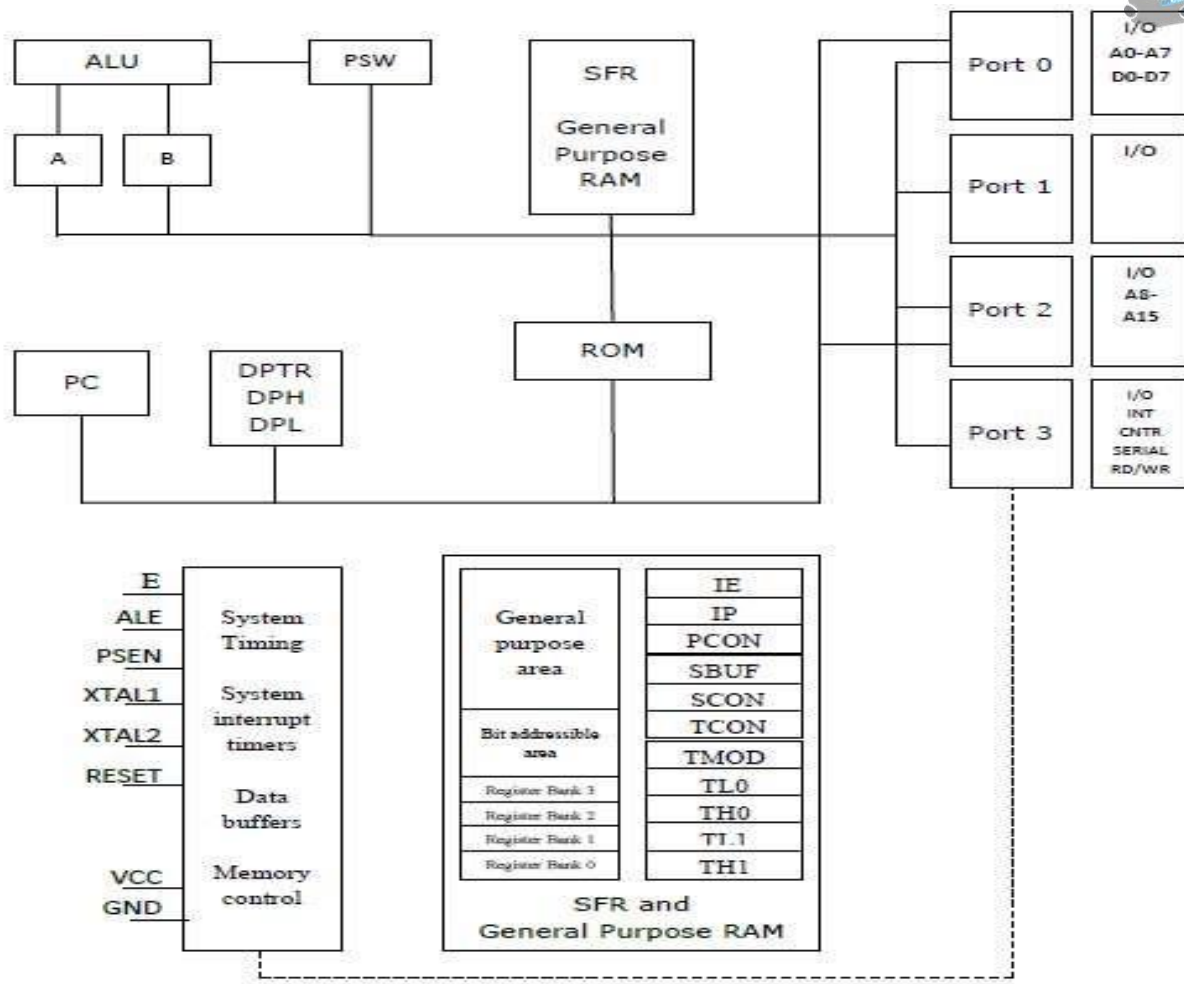 ALU
PSW
A
B
SFR
General
Purpose
RAM
ROM
PC
DPTR
DPH
DPL
Port 0
I/O
A0-A7
D0-D7
Port 1
I/O
Port 2
I/O
A8-
A15
Port 3
I/O
INT
CNTR
SERIAL
RD/WR
E
ALE
PSEN
XTAL1
XTAL2
RESET
VCC
GND
System
Timing
System
interrupt
timers
Data
buffers
Memory
control
General
purpose
area
Bit addressible
area
Register Bank 3
Register Bank 2
Register Bank 1
Register Bank 0
IE
IP
PCON
SBUF
SCON
TCON
TMOD
TL0
TH0
TL1
TH1
SFR and
General Purpose RAM